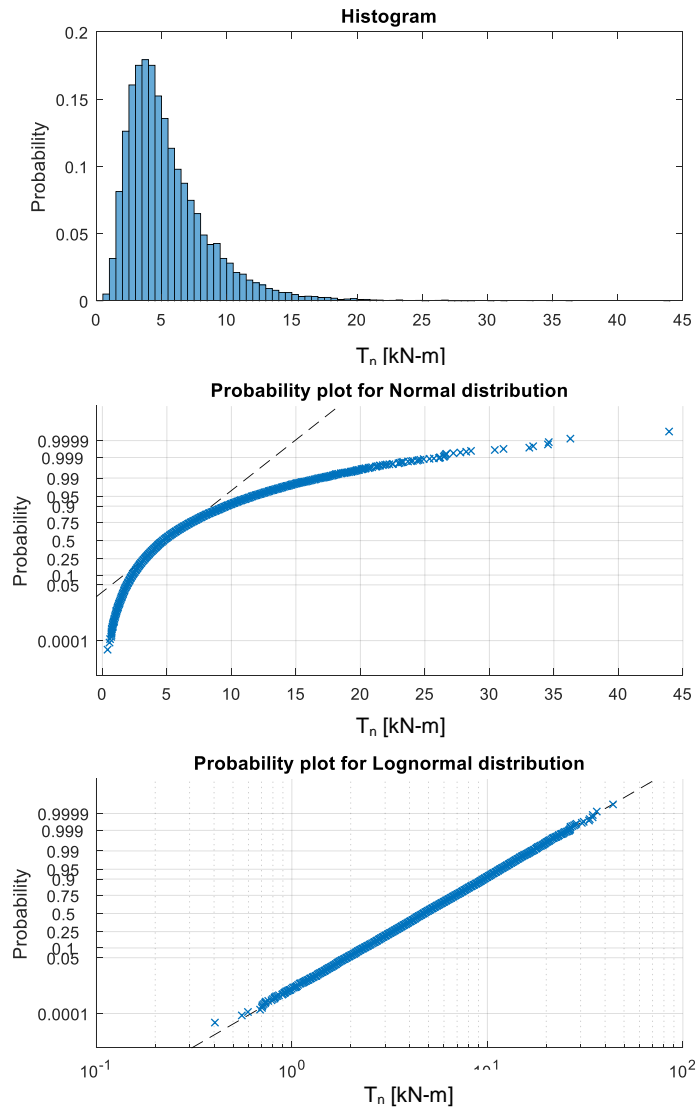 Histogram
0.2
0.15
0.1
0.05
0
Probability
0 5 10 15 20 25 30 35 40 45
Tₙ [kN-m]
Probability plot for Normal distribution
0.9999
0.999
0.99
0.95
0.9
0.75
0.5
0.25
0.1
0.05
0.0001
Probability
0 5 10 15 20 25 30 35 40 45
Tₙ [kN-m]
Probability plot for Lognormal distribution
0.9999
0.999
0.99
0.95
0.9
0.75
0.5
0.25
0.1
0.05
0.0001
Probability
10⁻¹ 10⁰ 10²
Tₙ [kN-m]